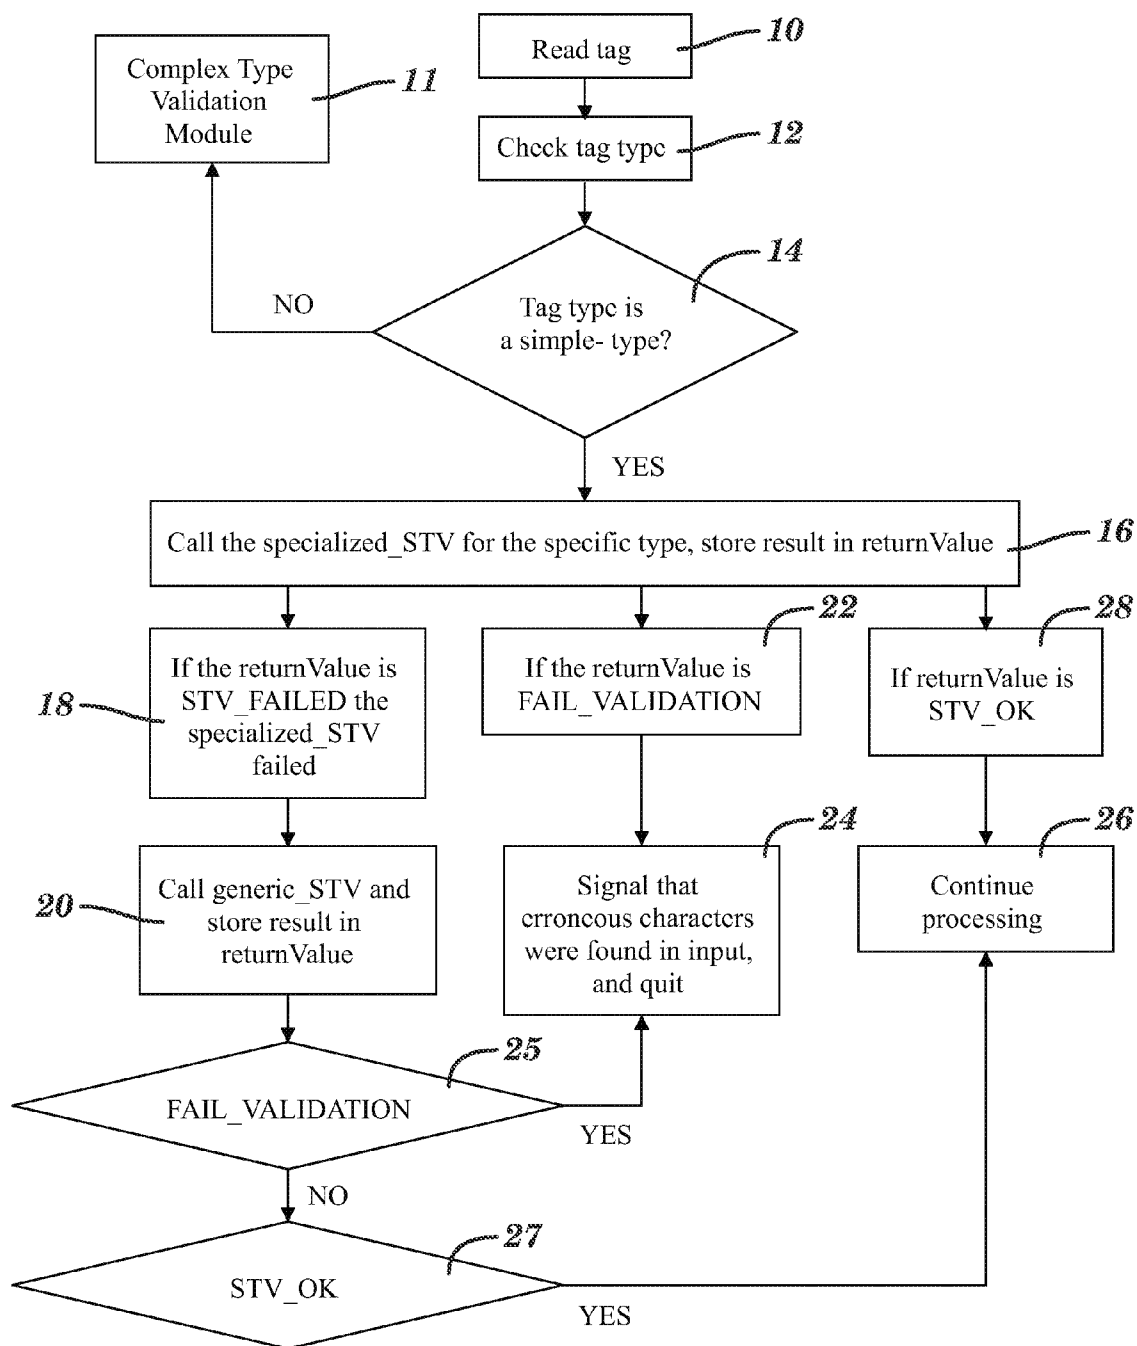 Read tag
10
Complex Type
Validation
Module
11
Check tag type
12
14
Tag type is
a simple- type?
NO
YES
Call the specialized_STV for the specific type, store result in returnValue
16
18
If the returnValue is
STV_FAILED the
specialized_STV
failed
22
If the returnValue is
FAIL_VALIDATION
28
If returnValue is
STV_OK
20
Call generic_STV and
store result in
returnValue
24
Signal that
erroneous characters
were found in input,
and quit
26
Continue
processing
25
FAIL_VALIDATION
YES
NO
27
STV_OK
YES